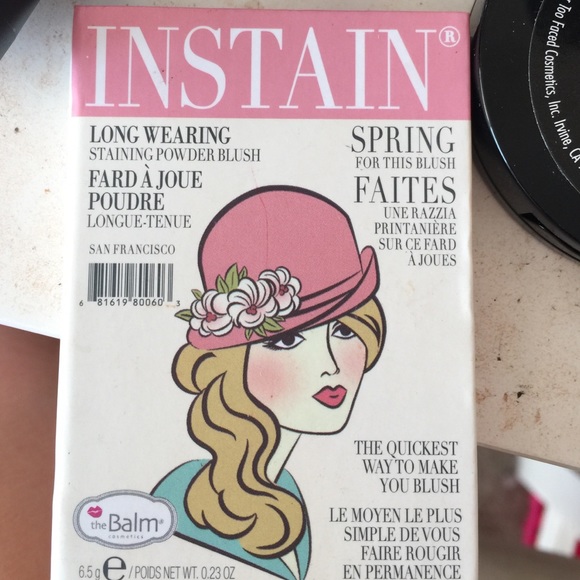 INSTAIN®
LONG WEARING
STAINING POWDER BLUSH
FARD À JOUE
POUDRE
LONGUE-TENUE
SAN FRANCISCO
6 81619 80060 3
SPRING
FOR THIS BLUSH
FAITES
UNE RAZZIA
PRINTANIÈRE
SUR CE FARD
À JOUES
THE QUICKEST
WAY TO MAKE
YOU BLUSH
LE MOYEN LE PLUS
SIMPLE DE VOUS
FAIRE ROUGIR
EN PERMANENCE
theBalm®
cosmetics
6.5 g e / POIDS NET WT. 0.23 OZ
Too Faced Cosmetics, Inc. Irvine, CA